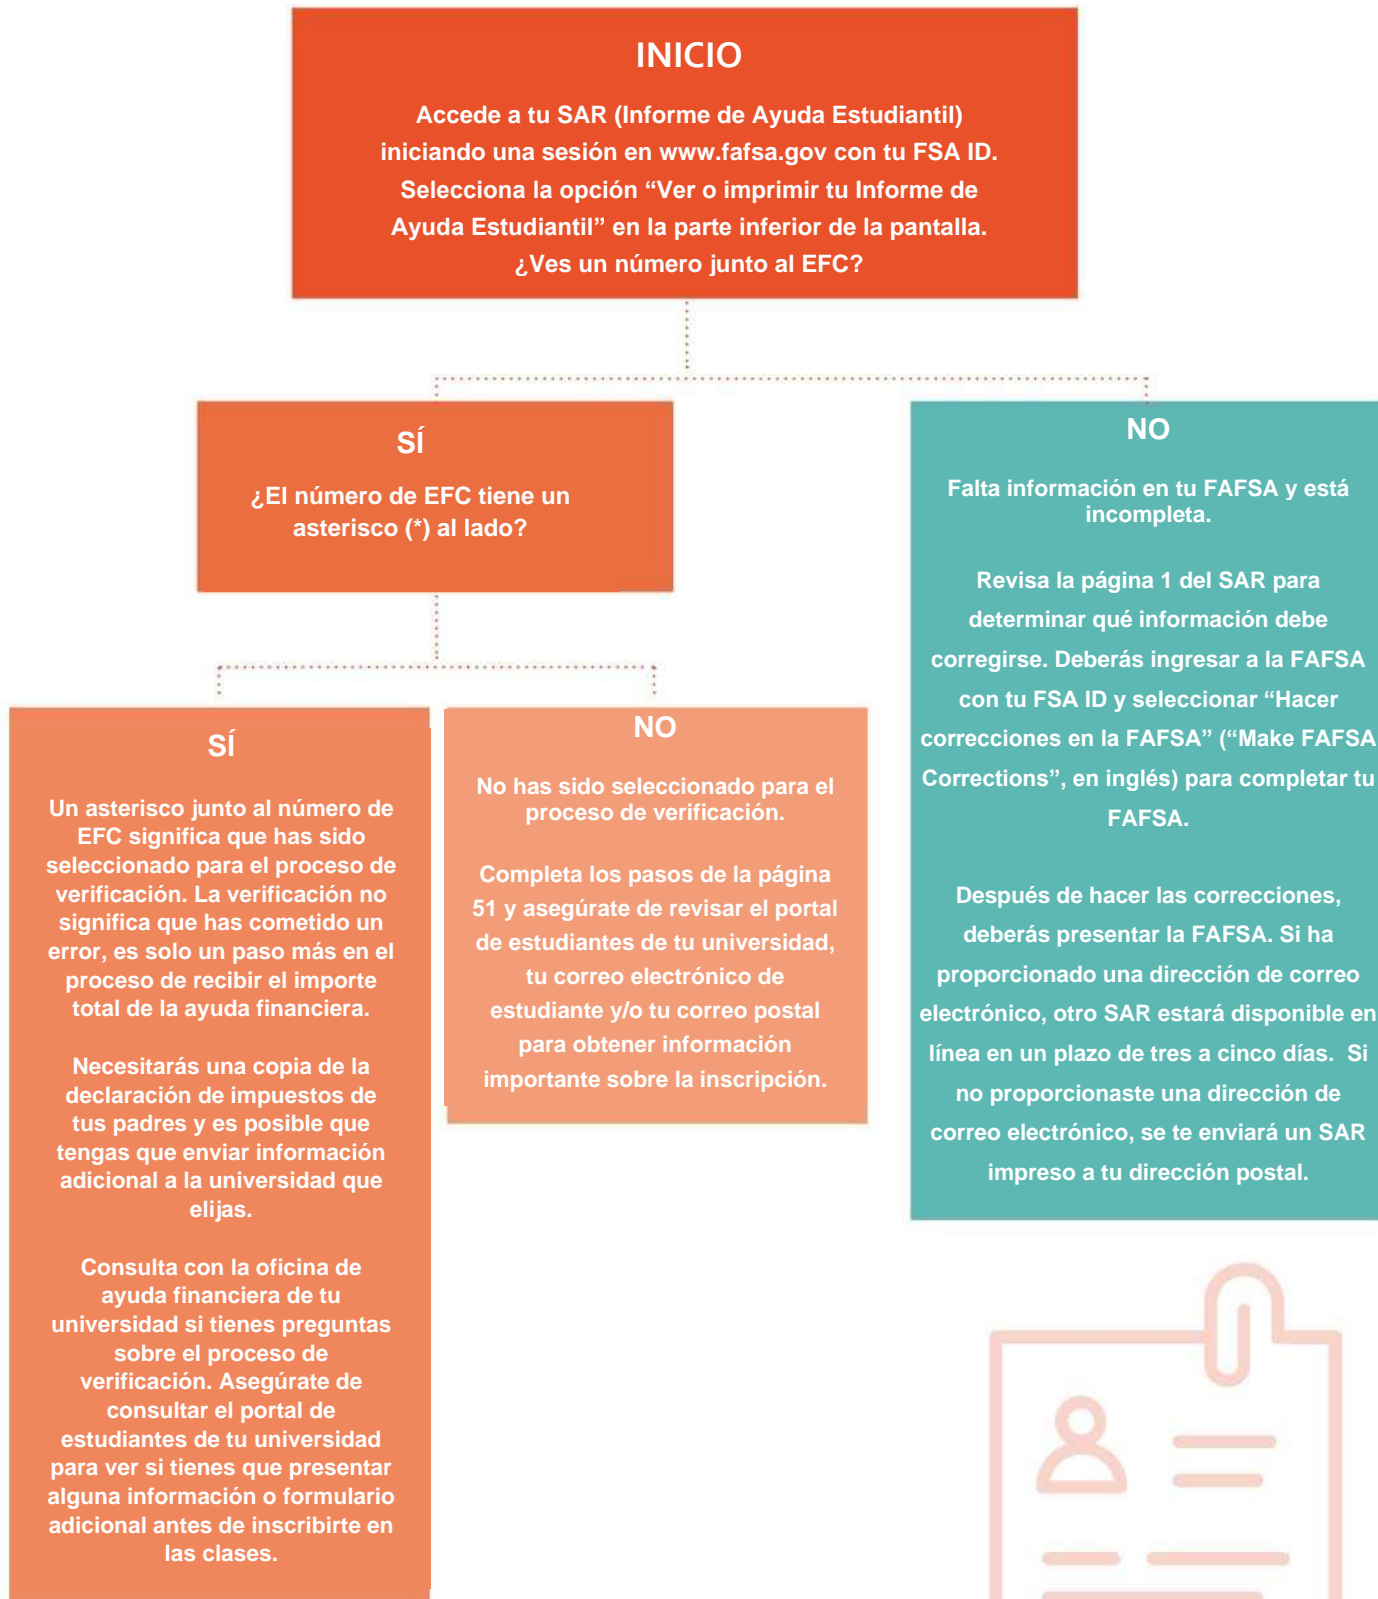 INICIO
Accede a tu SAR (Informe de Ayuda Estudiantil)
iniciando una sesión en www.fafsa.gov con tu FSA ID.
Selecciona la opción “Ver o imprimir tu Informe de
Ayuda Estudiantil” en la parte inferior de la pantalla.
¿Ves un número junto al EFC?
SÍ
¿El número de EFC tiene un
asterisco (*) al lado?
NO
Falta información en tu FAFSA y está
incompleta.
Revisa la página 1 del SAR para
determinar qué información debe
corregirse. Deberás ingresar a la FAFSA
con tu FSA ID y seleccionar “Hacer
correcciones en la FAFSA” (“Make FAFSA
Corrections”, en inglés) para completar tu
FAFSA.
Después de hacer las correcciones,
deberás presentar la FAFSA. Si ha
proporcionado una dirección de correo
electrónico, otro SAR estará disponible en
línea en un plazo de tres a cinco días.  Si
no proporcionaste una dirección de
correo electrónico, se te enviará un SAR
impreso a tu dirección postal.
SÍ
Un asterisco junto al número de
EFC significa que has sido
seleccionado para el proceso de
verificación. La verificación no
significa que has cometido un
error, es solo un paso más en el
proceso de recibir el importe
total de la ayuda financiera.
Necesitarás una copia de la
declaración de impuestos de
tus padres y es posible que
tengas que enviar información
adicional a la universidad que
elijas.
Consulta con la oficina de
ayuda financiera de tu
universidad si tienes preguntas
sobre el proceso de
verificación. Asegúrate de
consultar el portal de
estudiantes de tu universidad
para ver si tienes que presentar
alguna información o formulario
adicional antes de inscribirte en
las clases.
NO
No has sido seleccionado para el
proceso de verificación.
Completa los pasos de la página
51 y asegúrate de revisar el portal
de estudiantes de tu universidad,
tu correo electrónico de
estudiante y/o tu correo postal
para obtener información
importante sobre la inscripción.